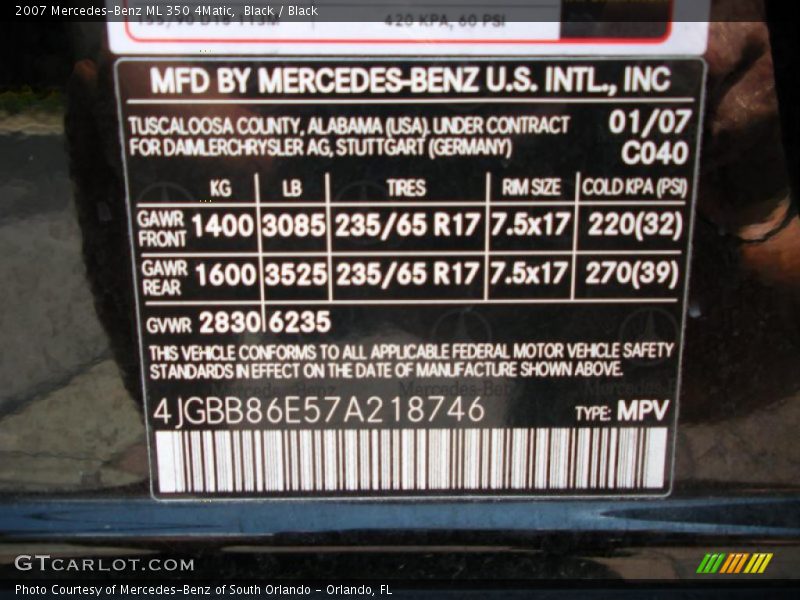 2007 Mercedes-Benz ML 350 4Matic, Black / Black
420 KPA, 60 PSI
MFD BY MERCEDES-BENZ U.S. INTL., INC
TUSCALOOSA COUNTY, ALABAMA (USA). UNDER CONTRACT 01/07
FOR DAIMLERCHRYSLER AG, STUTTGART (GERMANY) C040
KG LB TIRES RIM SIZE COLD KPA (PSI)
GAWR FRONT 1400 3085 235/65 R17 7.5x17 220(32)
GAWR REAR 1600 3525 235/65 R17 7.5x17 270(39)
GVWR 2830 6235
THIS VEHICLE CONFORMS TO ALL APPLICABLE FEDERAL MOTOR VEHICLE SAFETY
STANDARDS IN EFFECT ON THE DATE OF MANUFACTURE SHOWN ABOVE.
4JGBB86E57A218746 TYPE: MPV
GTCARLOT.COM
Photo Courtesy of Mercedes-Benz of South Orlando - Orlando, FL